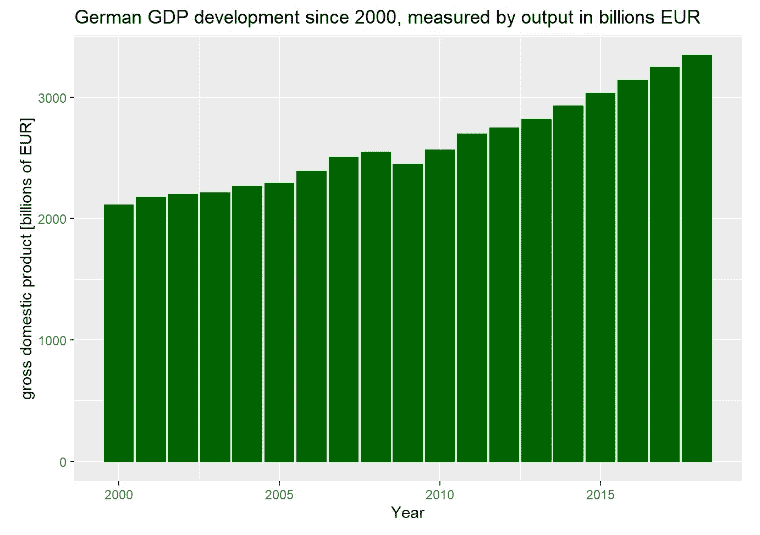 German GDP development since 2000, measured by output in billions EUR
gross domestic product [billions of EUR]
3000
2000
1000
0
2000 2005 2010 2015
Year